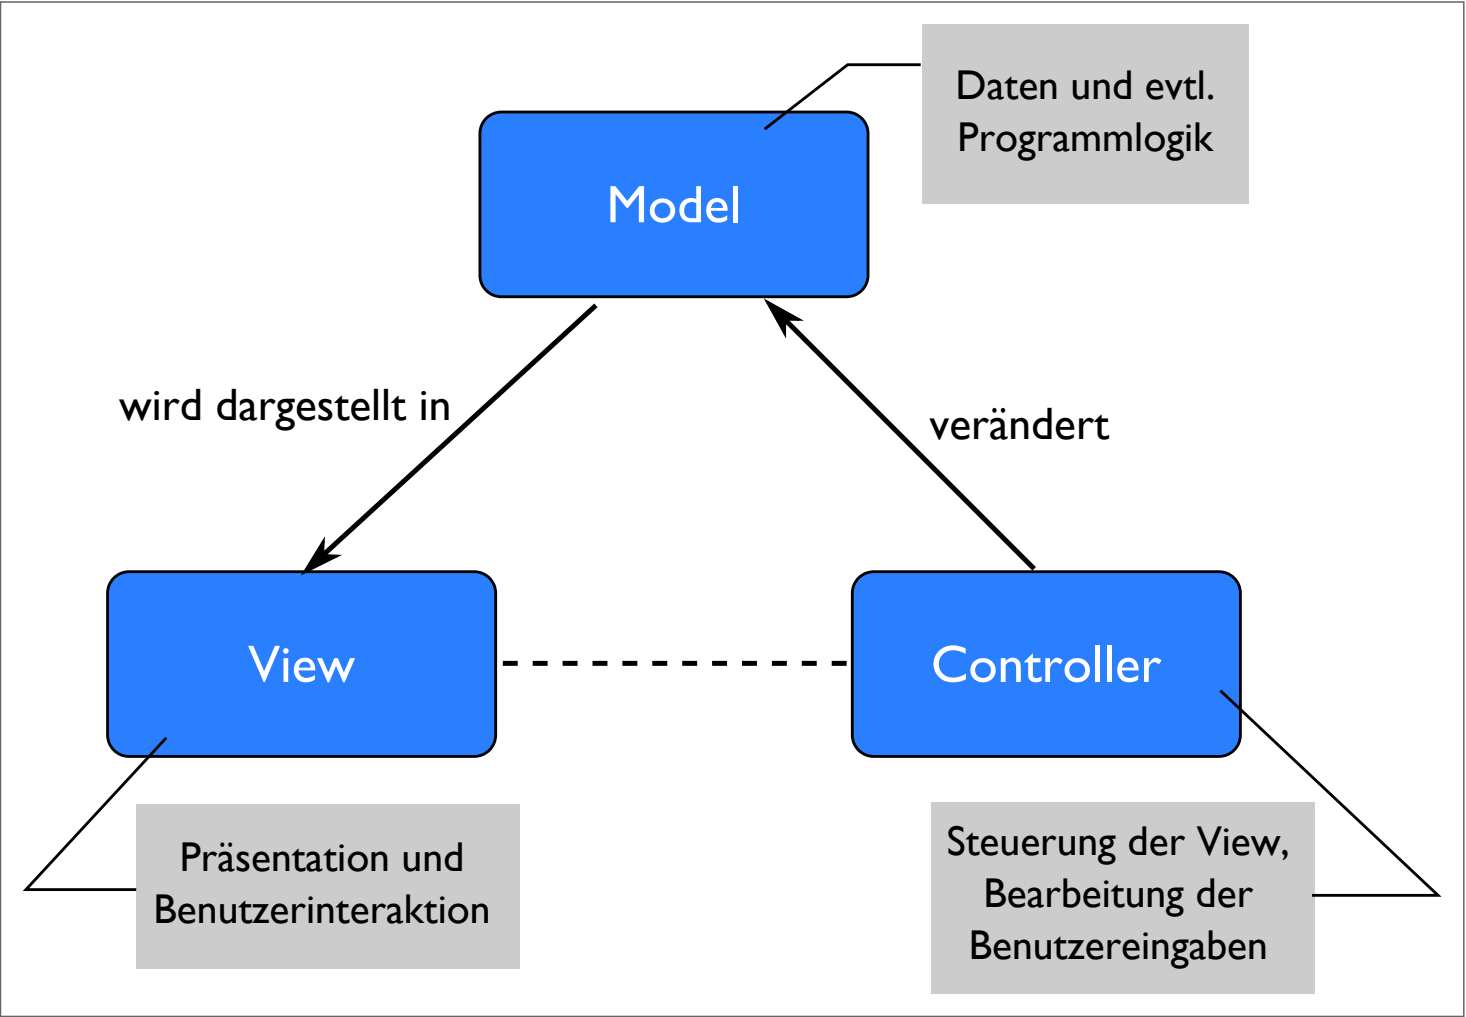 Daten und evtl.
Programmlogik
Model
wird dargestellt in
verändert
View
Controller
Präsentation und
Benutzerinteraktion
Steuerung der View,
Bearbeitung der
Benutzereingaben